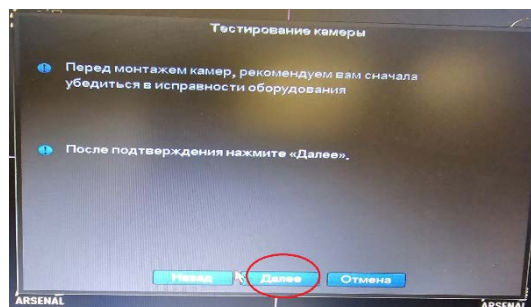 Тестирование камеры
Перед монтажем камер, рекомендуем вам сначала
убедиться в исправности оборудования
После подтверждения нажмите «Далее».
Назад Далее Отмена
ARSENAL ARSENAL